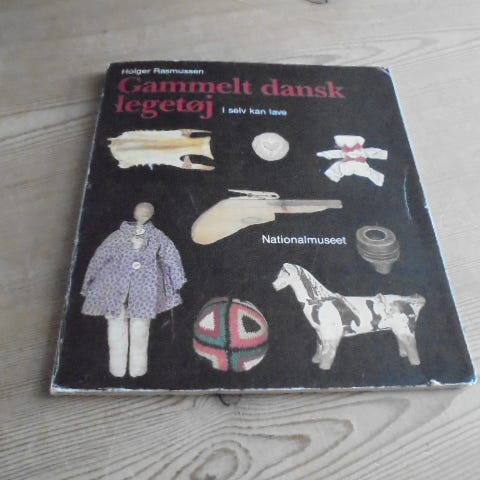 Holger Rasmussen
Gammelt dansk
legetøj I selv kan lave
Nationalmuseet